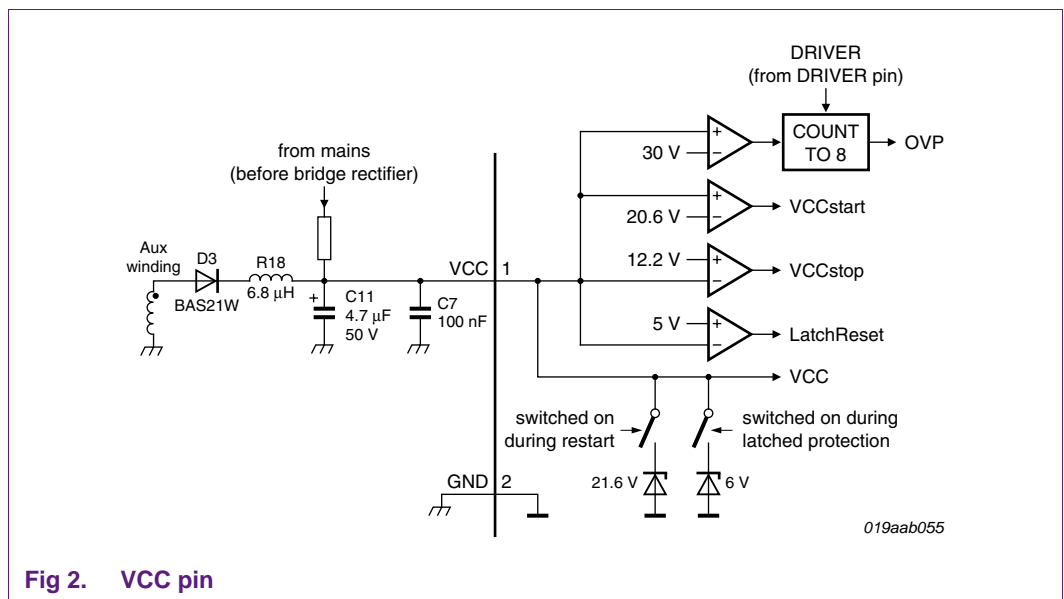 DRIVER
(from DRIVER pin)
COUNT
TO 8
OVP
30 V
+
−
from mains
(before bridge rectifier)
20.6 V
+
−
VCCstart
Aux
winding
D3
BAS21W
R18
6.8 μH
+
C11
4.7 μF
50 V
C7
100 nF
VCC
1
12.2 V
+
−
VCCstop
5 V
+
−
LatchReset
VCC
switched on
during restart
switched on during
latched protection
21.6 V
6 V
GND
2
019aab055
Fig 2. VCC pin